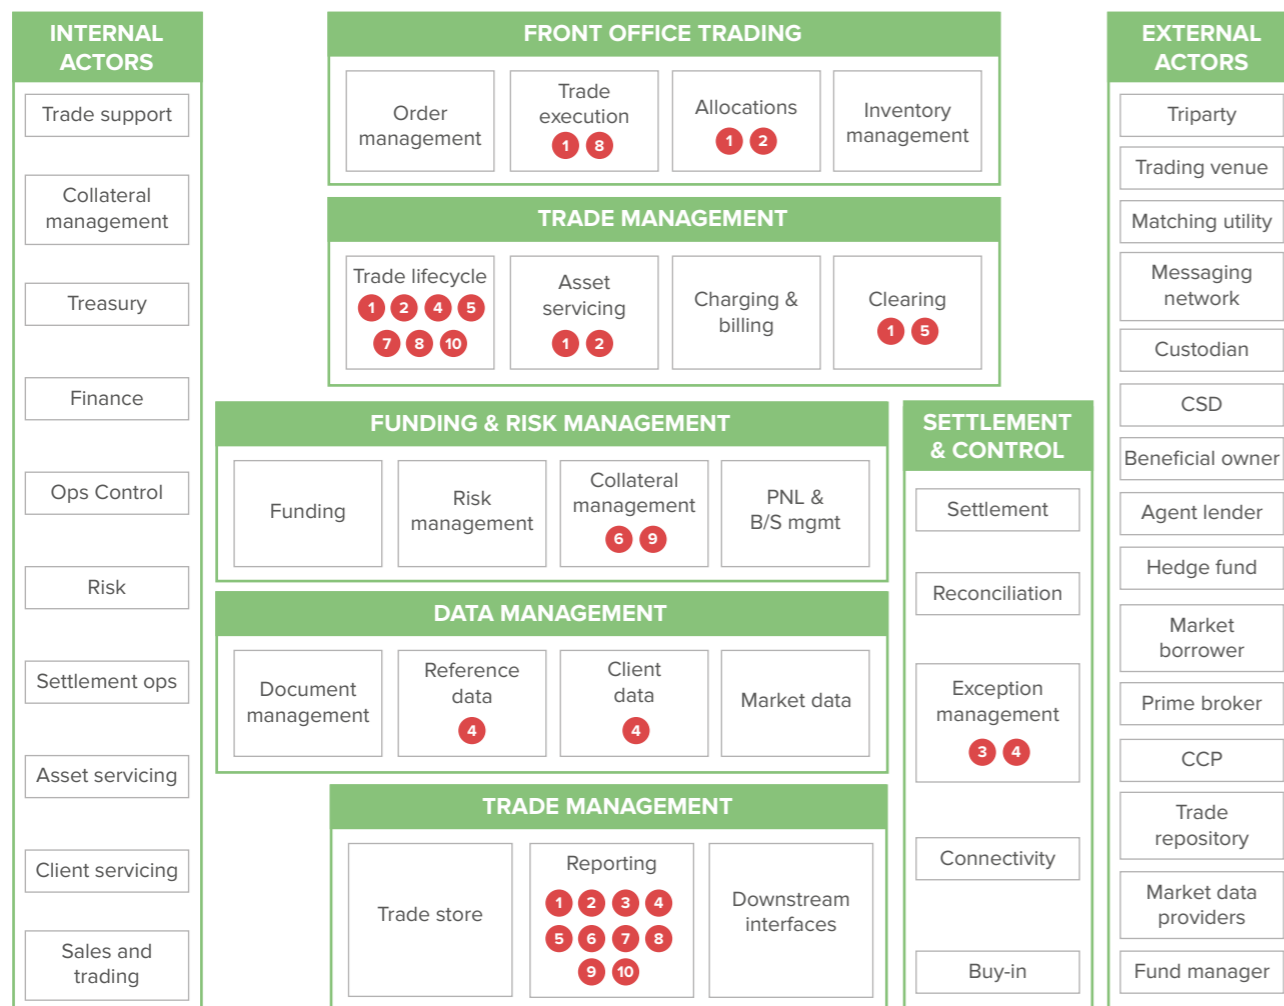 INTERNAL
ACTORS
Trade support
Collateral
management
Treasury
Finance
Ops Control
Risk
Settlement ops
Asset servicing
Client servicing
Sales and
trading
FRONT OFFICE TRADING
Order
management
Trade
execution
1 8
Allocations
1 2
Inventory
management
TRADE MANAGEMENT
Trade lifecycle
1 2 4 5
7 8 10
Asset
servicing
1 2
Charging &
billing
Clearing
1 5
FUNDING & RISK MANAGEMENT
Funding
Risk
management
Collateral
management
6 9
PNL &
B/S mgmt
DATA MANAGEMENT
Document
management
Reference
data
4
Client
data
4
Market data
TRADE MANAGEMENT
Trade store
Reporting
1 2 3 4
5 6 7 8
9 10
Downstream
interfaces
SETTLEMENT
& CONTROL
Settlement
Reconciliation
Exception
management
3 4
Connectivity
Buy-in
EXTERNAL
ACTORS
Triparty
Trading venue
Matching utility
Messaging
network
Custodian
CSD
Beneficial owner
Agent lender
Hedge fund
Market
borrower
Prime broker
CCP
Trade
repository
Market data
providers
Fund manager